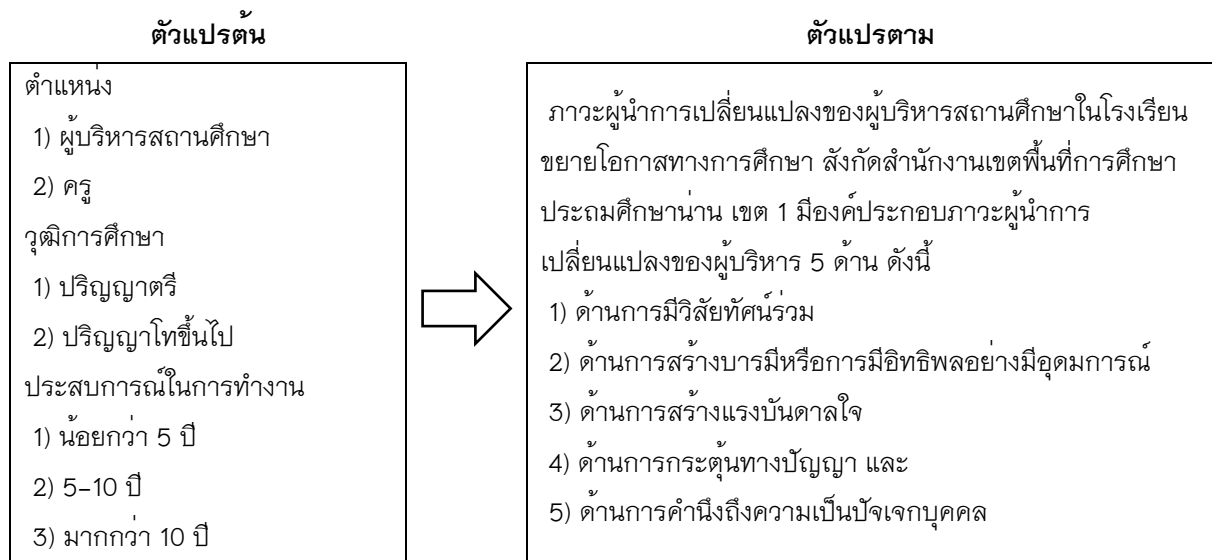 ตัวแปรต้น
ตำแหน่ง
1) ผู้บริหารสถานศึกษา
2) ครู
วุฒิการศึกษา
1) ปริญญาตรี
2) ปริญญาโทขึ้นไป
ประสบการณ์ในการทำงาน
1) น้อยกว่า 5 ปี
2) 5–10 ปี
3) มากกว่า 10 ปี
ตัวแปรตาม
ภาวะผู้นำการเปลี่ยนแปลงของผู้บริหารสถานศึกษาในโรงเรียน
ขยายโอกาสทางการศึกษา สังกัดสำนักงานเขตพื้นที่การศึกษา
ประถมศึกษาน่าน เขต 1 มีองค์ประกอบภาวะผู้นำการ
เปลี่ยนแปลงของผู้บริหาร 5 ด้าน ดังนี้
1) ด้านการมีวิสัยทัศน์ร่วม
2) ด้านการสร้างบารมีหรือการมีอิทธิพลอย่างมีอุดมการณ์
3) ด้านการสร้างแรงบันดาลใจ
4) ด้านการกระตุ้นทางปัญญา และ
5) ด้านการคำนึงถึงความเป็นปัจเจกบุคคล